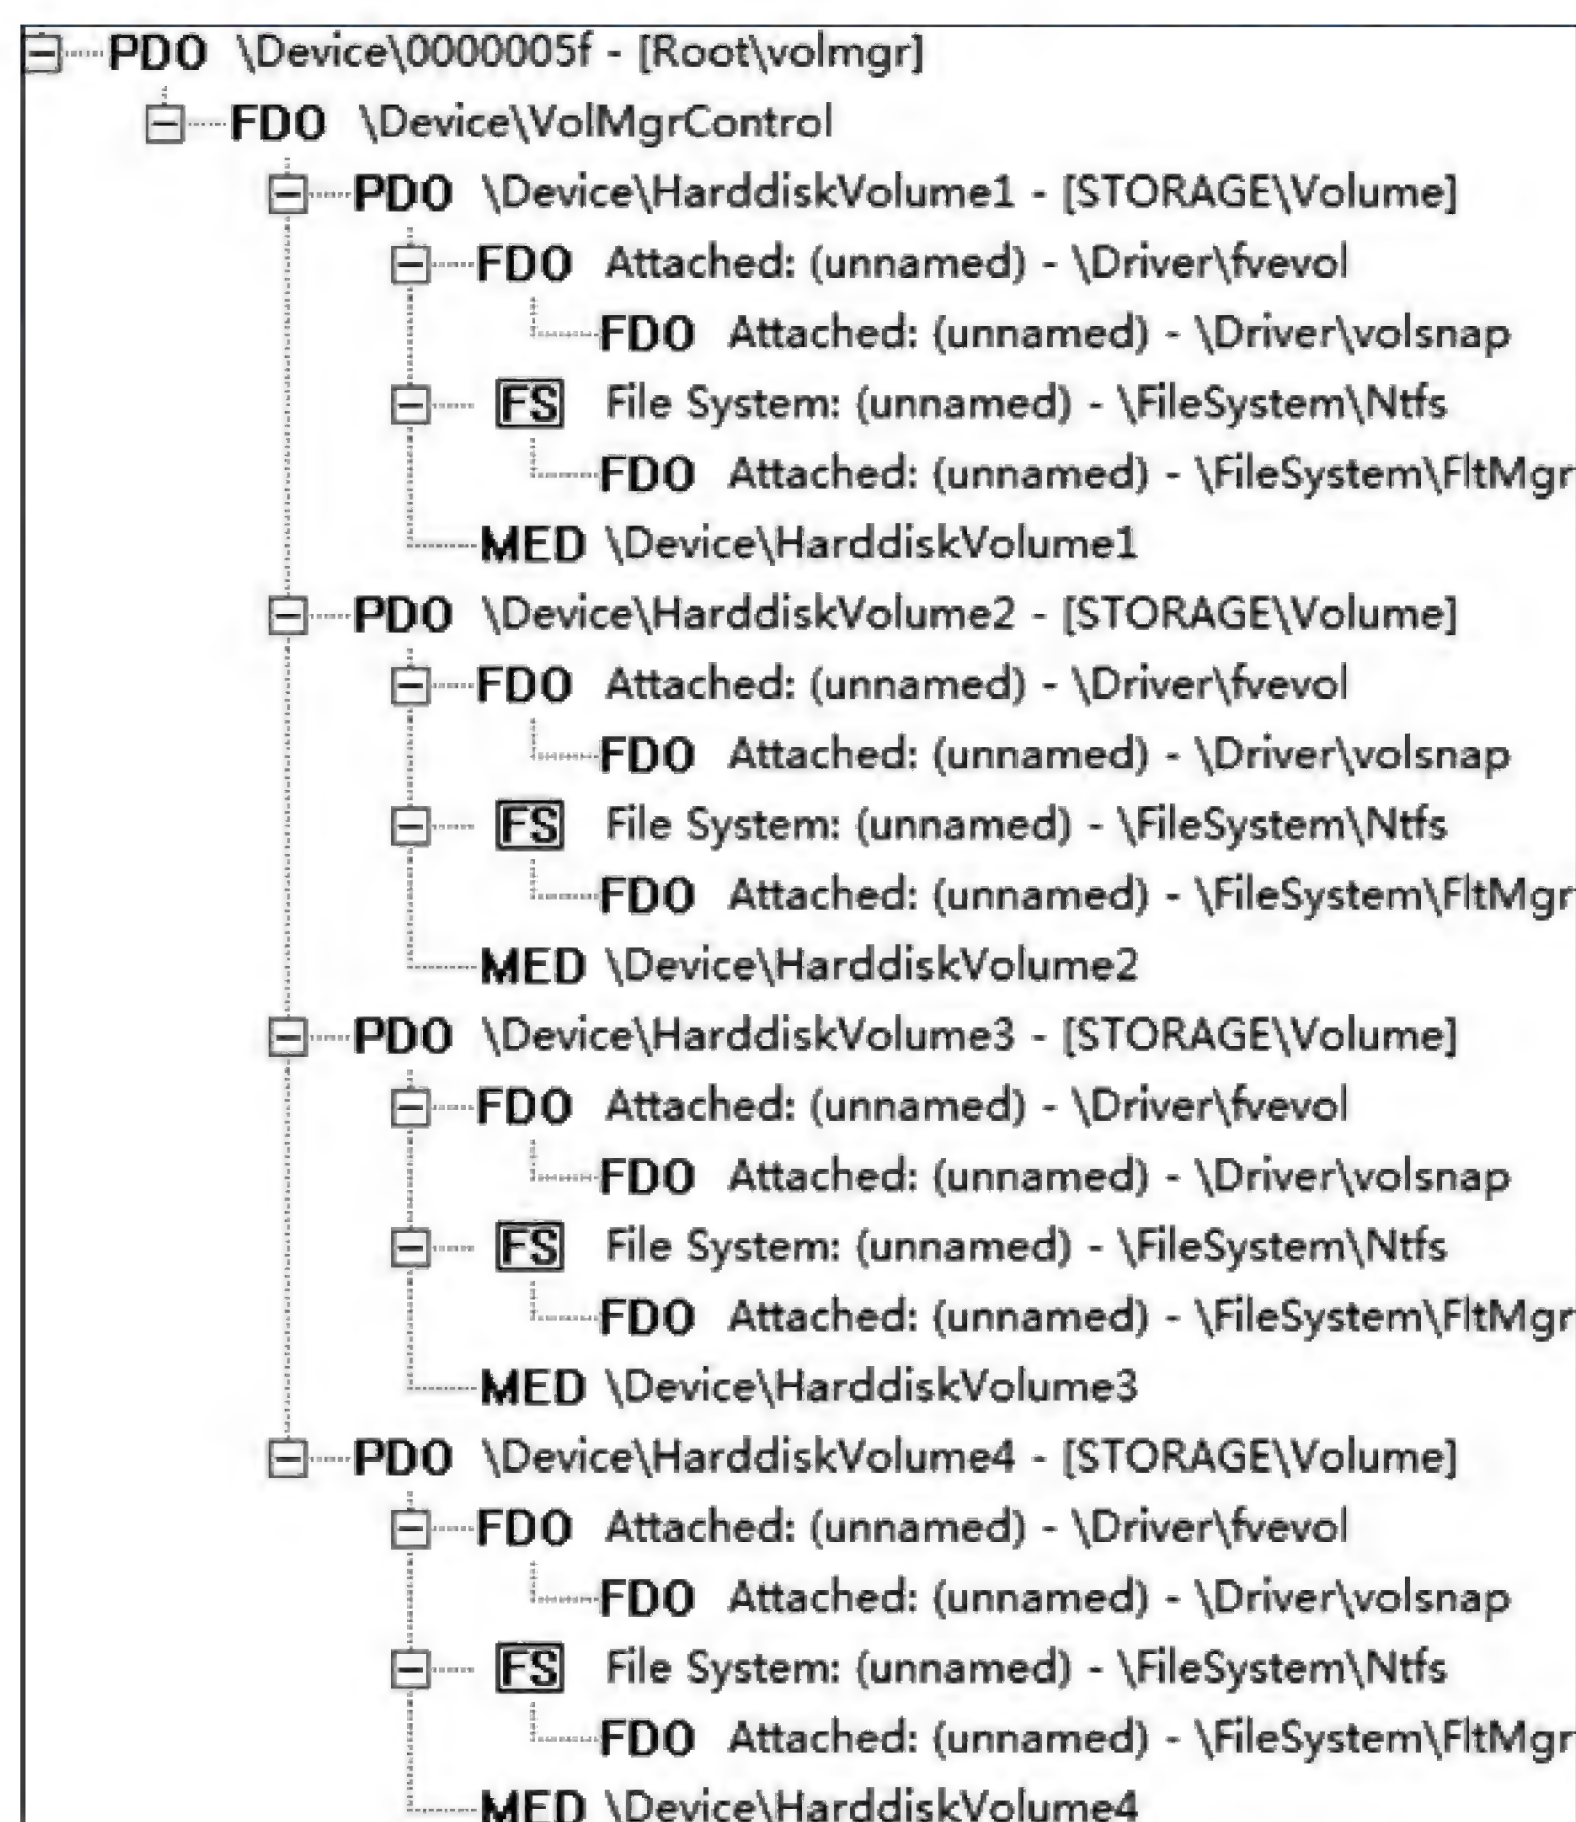 PDO \Device\0000005f - [Root\volmgr]
FDO \Device\VolMgrControl
PDO \Device\HarddiskVolume1 - [STORAGE\Volume]
FDO Attached: (unnamed) - \Driver\fvevol
FDO Attached: (unnamed) - \Driver\volsnap
FS File System: (unnamed) - \FileSystem\Ntfs
FDO Attached: (unnamed) - \FileSystem\FltMgr
MED \Device\HarddiskVolume1
PDO \Device\HarddiskVolume2 - [STORAGE\Volume]
FDO Attached: (unnamed) - \Driver\fvevol
FDO Attached: (unnamed) - \Driver\volsnap
FS File System: (unnamed) - \FileSystem\Ntfs
FDO Attached: (unnamed) - \FileSystem\FltMgr
MED \Device\HarddiskVolume2
PDO \Device\HarddiskVolume3 - [STORAGE\Volume]
FDO Attached: (unnamed) - \Driver\fvevol
FDO Attached: (unnamed) - \Driver\volsnap
FS File System: (unnamed) - \FileSystem\Ntfs
FDO Attached: (unnamed) - \FileSystem\FltMgr
MED \Device\HarddiskVolume3
PDO \Device\HarddiskVolume4 - [STORAGE\Volume]
FDO Attached: (unnamed) - \Driver\fvevol
FDO Attached: (unnamed) - \Driver\volsnap
FS File System: (unnamed) - \FileSystem\Ntfs
FDO Attached: (unnamed) - \FileSystem\FltMgr
MED \Device\HarddiskVolume4